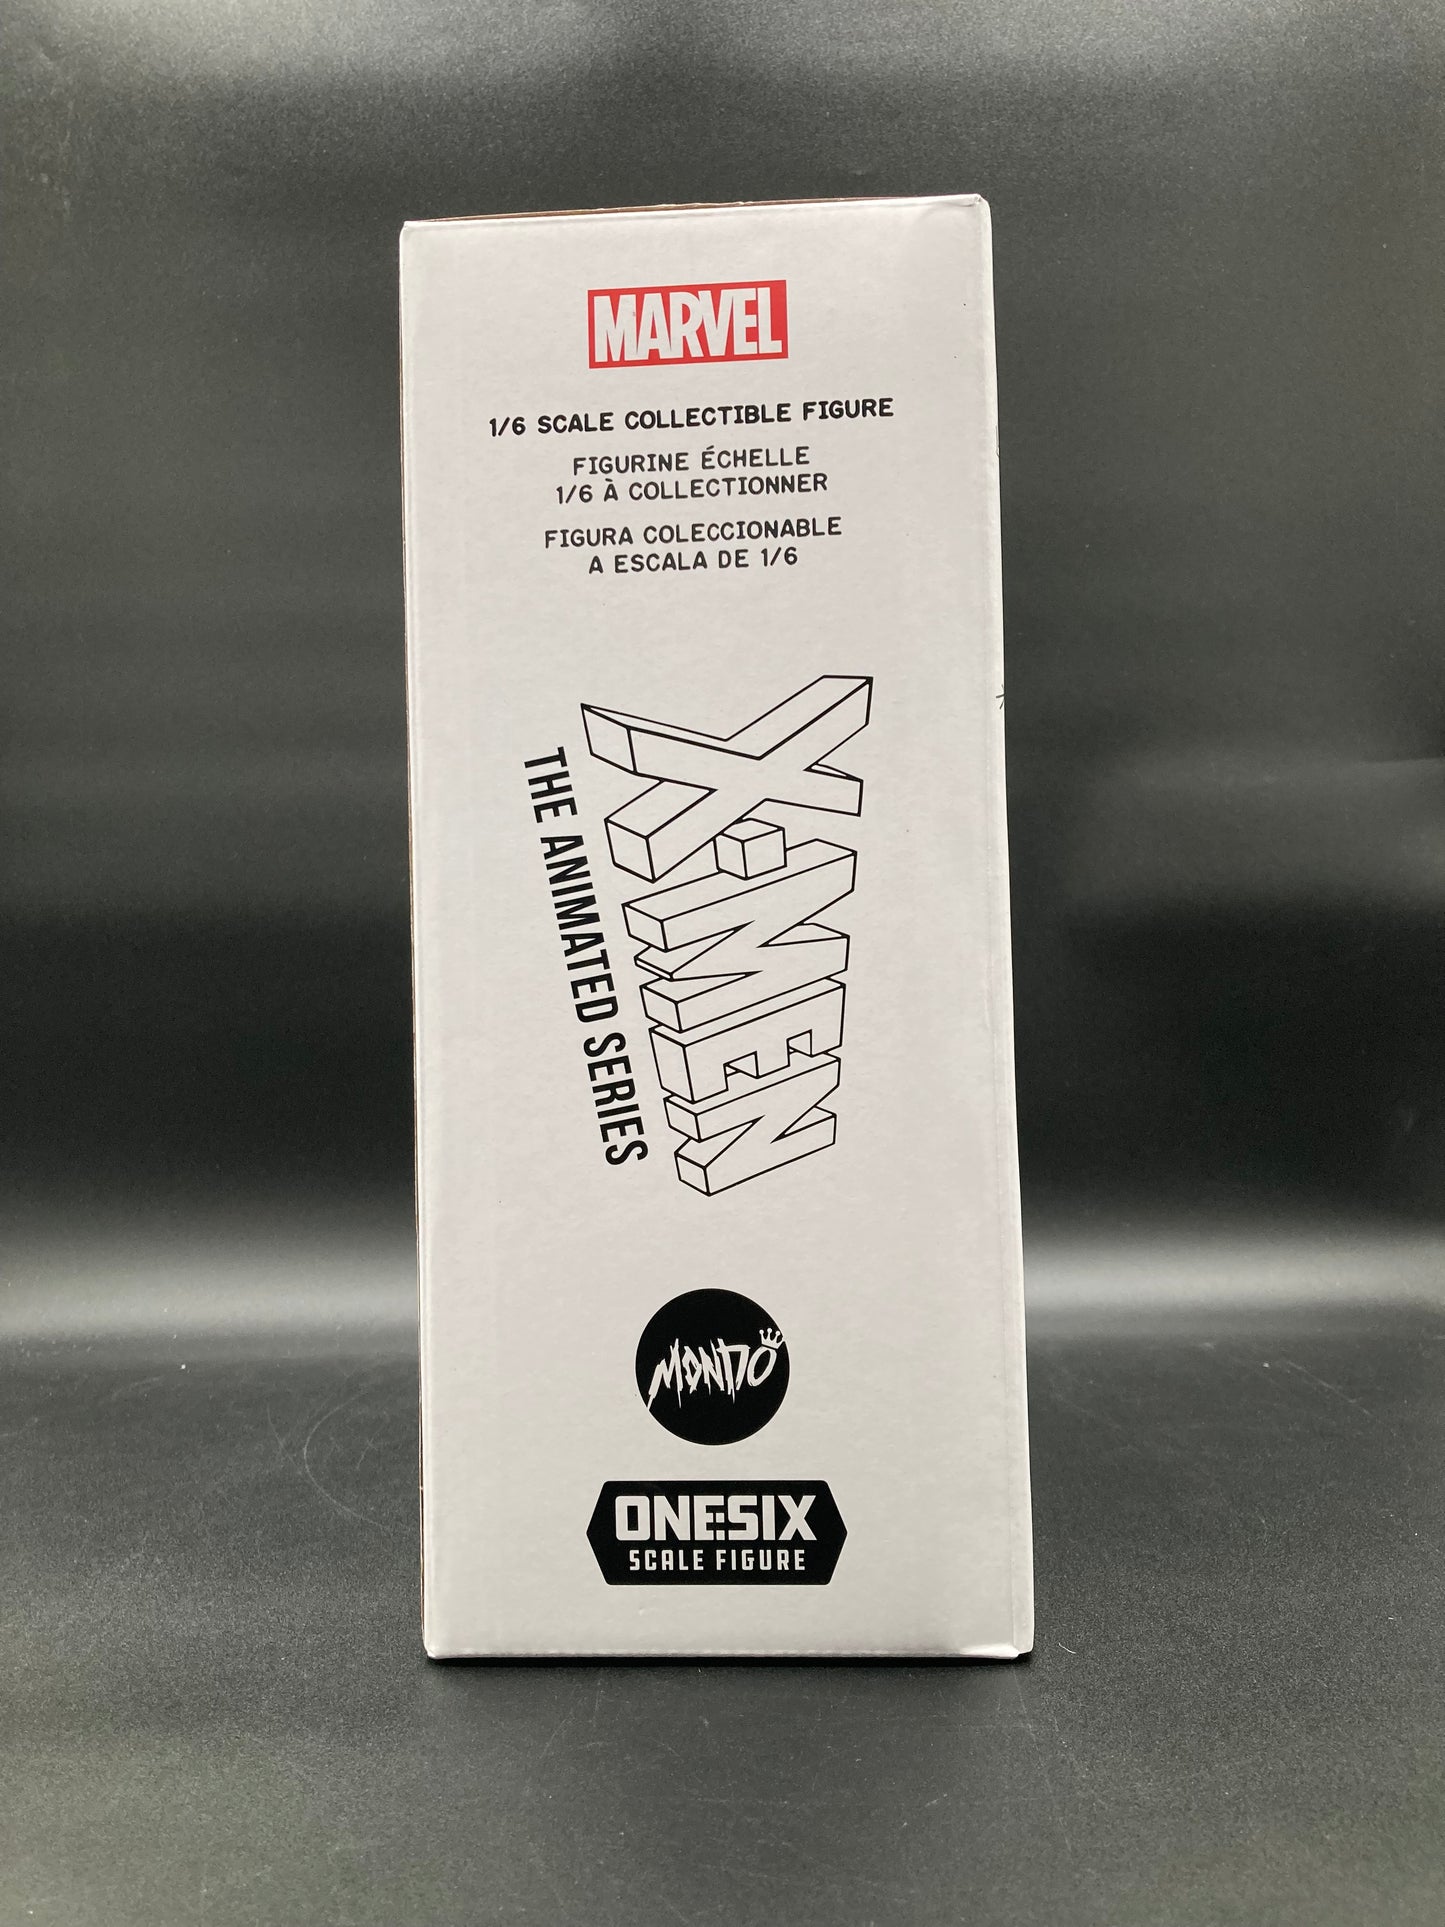 MARVEL
1/6 SCALE COLLECTIBLE FIGURE
FIGURINE ÉCHELLE
1/6 À COLLECTIONNER
FIGURA COLECCIONABLE
A ESCALA DE 1/6
X·MEN
THE ANIMATED SERIES
MONDO
ONE:SIX
SCALE FIGURE